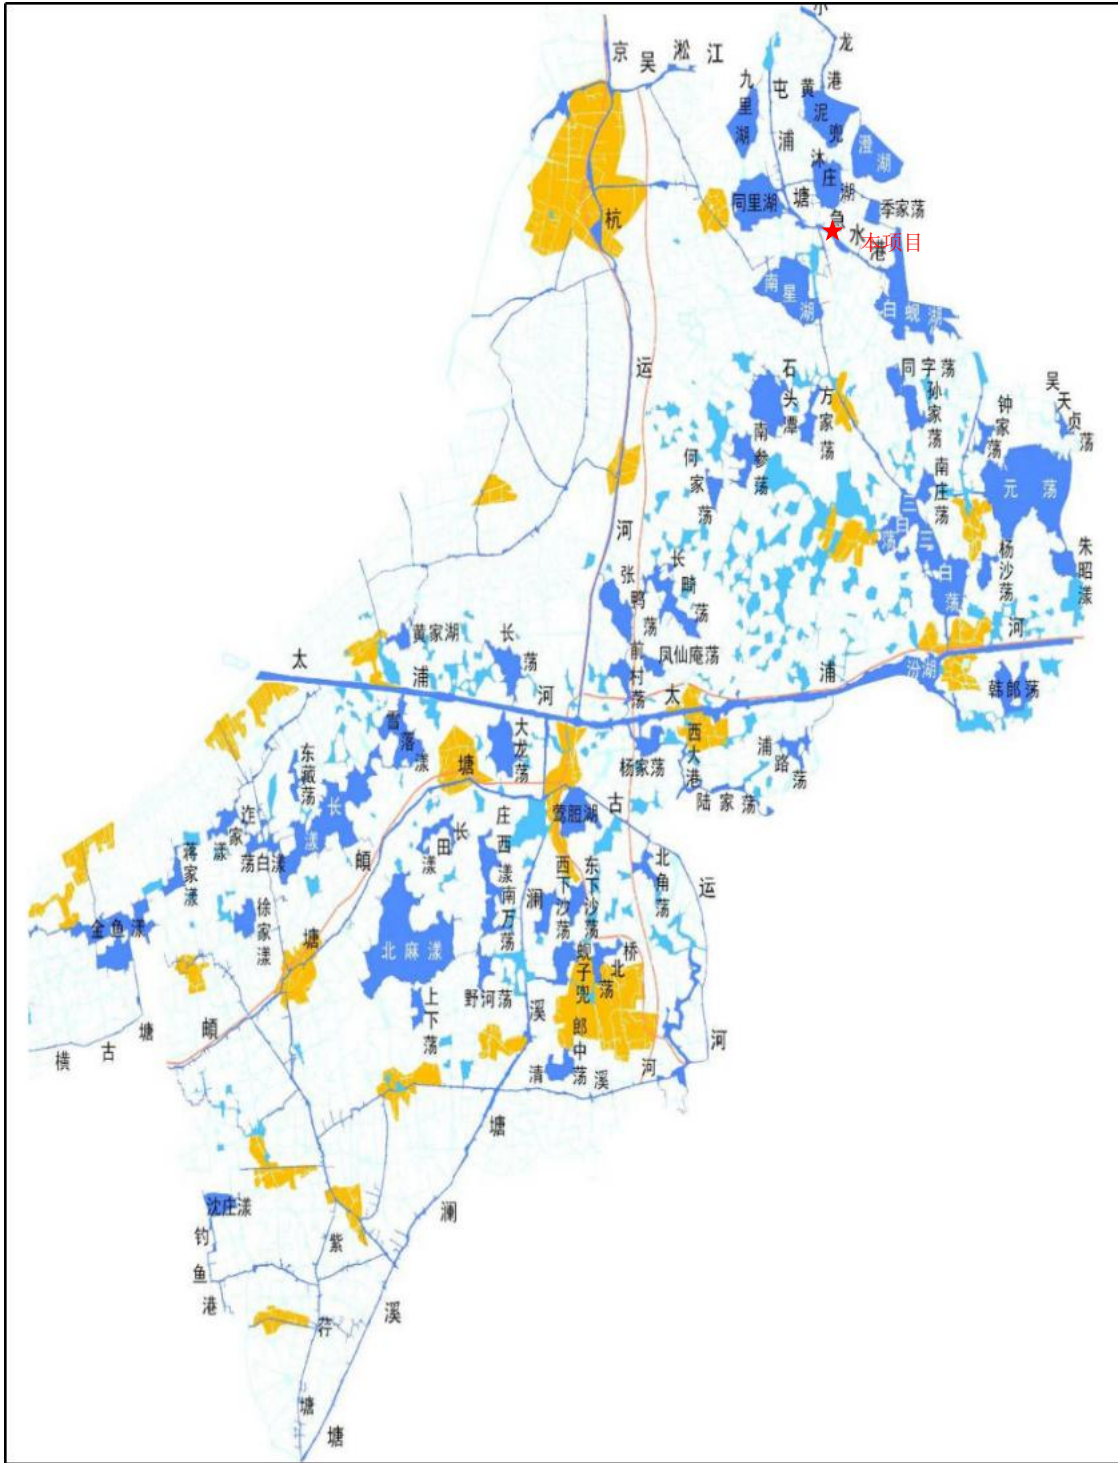 小龙港
京杭运河
吴淞江
九里湖
屯浦塘
黄泥兜
澄湖
沐庄湖
同里湖
季家荡
急水港
本项目
南星湖
白蚬湖
石头潭
方家荡
同字荡
孙家荡
吴天贞荡
钟家荡
南参荡
何家荡
南庄荡
元荡
三白荡
三白荡
杨沙荡
朱昭漾
张鸭荡
长畸荡
黄家湖
长荡
前村荡
凤仙庵荡
太浦河
太浦河
汾湖
韩郎荡
雪落漾
大龙荡
杨家荡
西大港
浦路荡
陆家荡
东藏荡
长漾
迮家漾
荡白漾
蒋家漾
徐家漾
金鱼漾
頔塘
頔塘
长田漾
庄西漾
莺脰湖
古运河
南万荡
西下沙荡
东下沙荡
北角荡
北麻漾
澜溪塘
蚬子兜
桥北荡
野河荡
上下荡
郎中荡
清溪河
横古塘
沈庄漾
钓鱼港
紫荇塘
澜溪塘